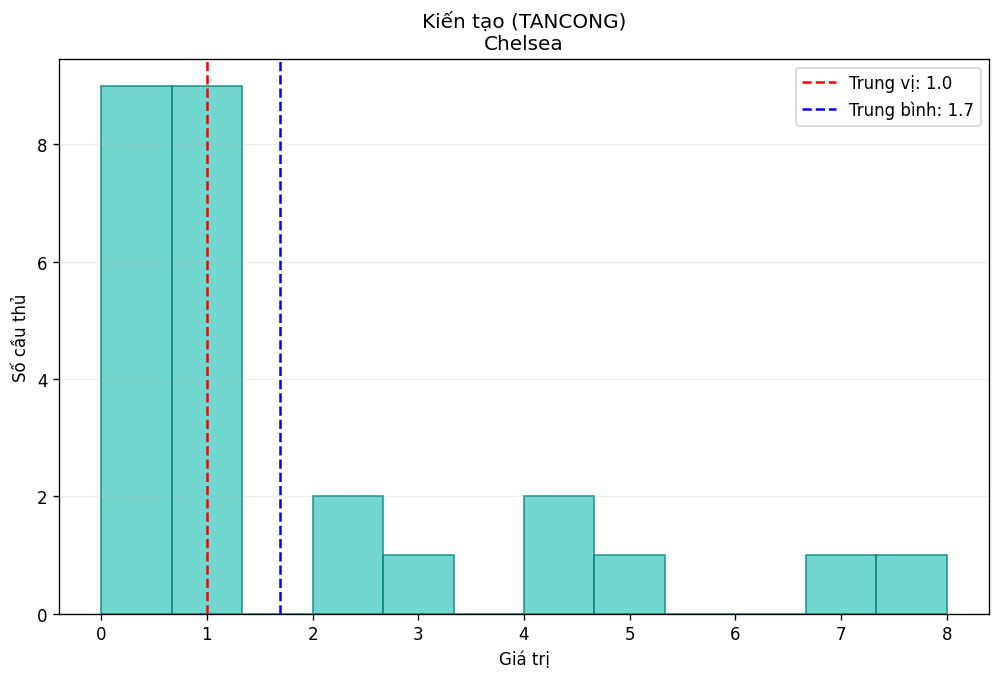 Kiến tạo (TANCONG)
Chelsea
Trung vị: 1.0
Trung bình: 1.7
Số cầu thủ
8
6
4
2
0
0 1 2 3 4 5 6 7 8
Giá trị